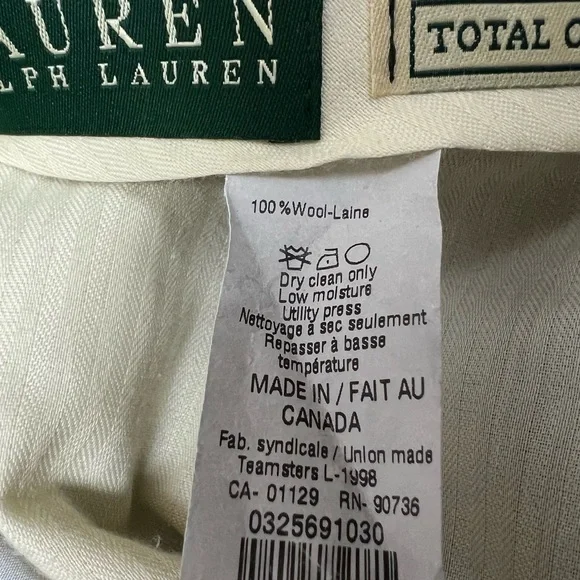 AUREN
LPH LAUREN
TOTAL C
100%Wool-Laine
Dry clean only
Low moisture
Utility press
Nettoyage à sec seulement
Repasser à basse
température
MADE IN / FAIT AU
CANADA
Fab. syndicale / Union made
Teamsters L-1998
CA- 01129 RN- 90736
0325691030